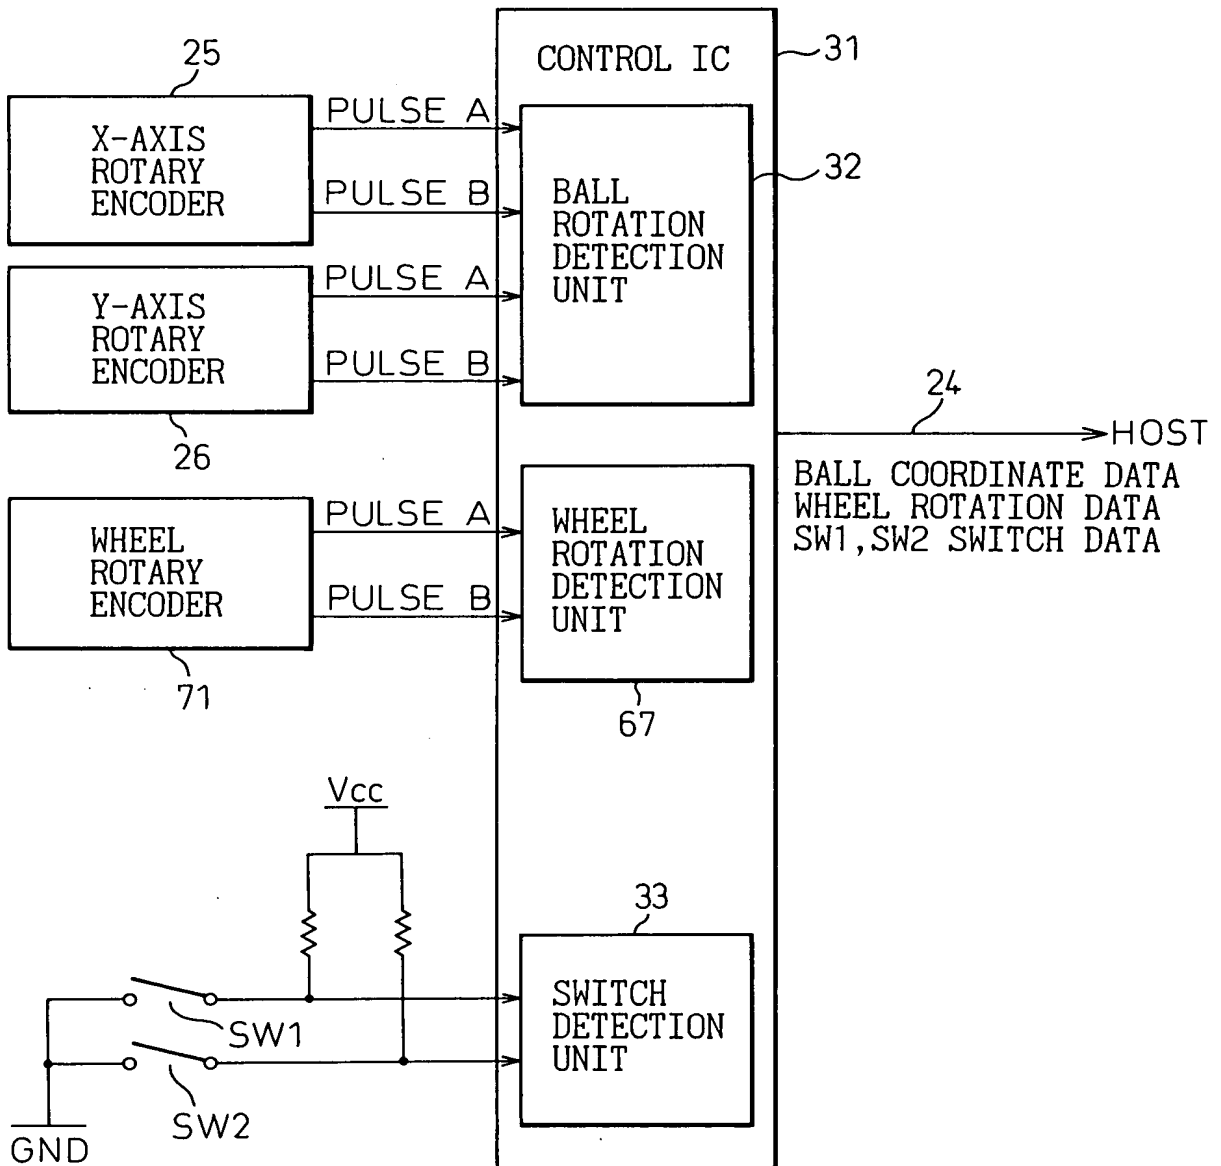 25
X-AXIS
ROTARY
ENCODER
PULSE A
PULSE B
Y-AXIS
ROTARY
ENCODER
26
PULSE A
PULSE B
CONTROL IC
31
BALL
ROTATION
DETECTION
UNIT
32
24
HOST
BALL COORDINATE DATA
WHEEL ROTATION DATA
SW1,SW2 SWITCH DATA
WHEEL
ROTARY
ENCODER
71
PULSE A
PULSE B
WHEEL
ROTATION
DETECTION
UNIT
67
Vcc
33
SWITCH
DETECTION
UNIT
SW1
SW2
GND